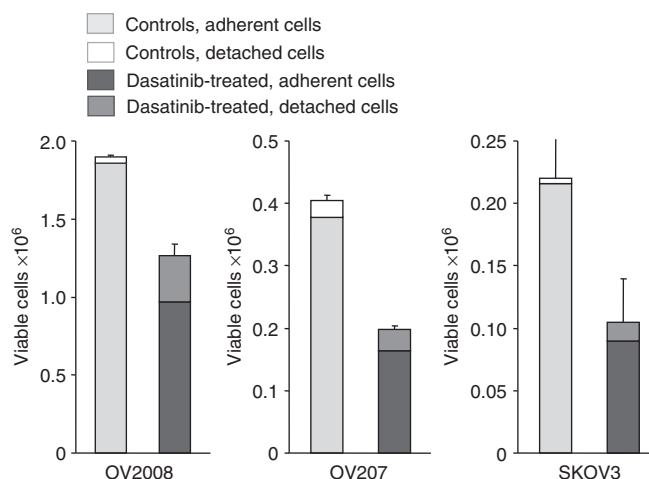 Controls, adherent cells
Controls, detached cells
Dasatinib-treated, adherent cells
Dasatinib-treated, detached cells
Viable cells ×10⁶
2.0
1.5
1.0
0.5
0
OV2008
Viable cells ×10⁶
0.5
0.4
0.3
0.2
0.1
0
OV207
Viable cells ×10⁶
0.25
0.20
0.15
0.10
0.05
0
SKOV3